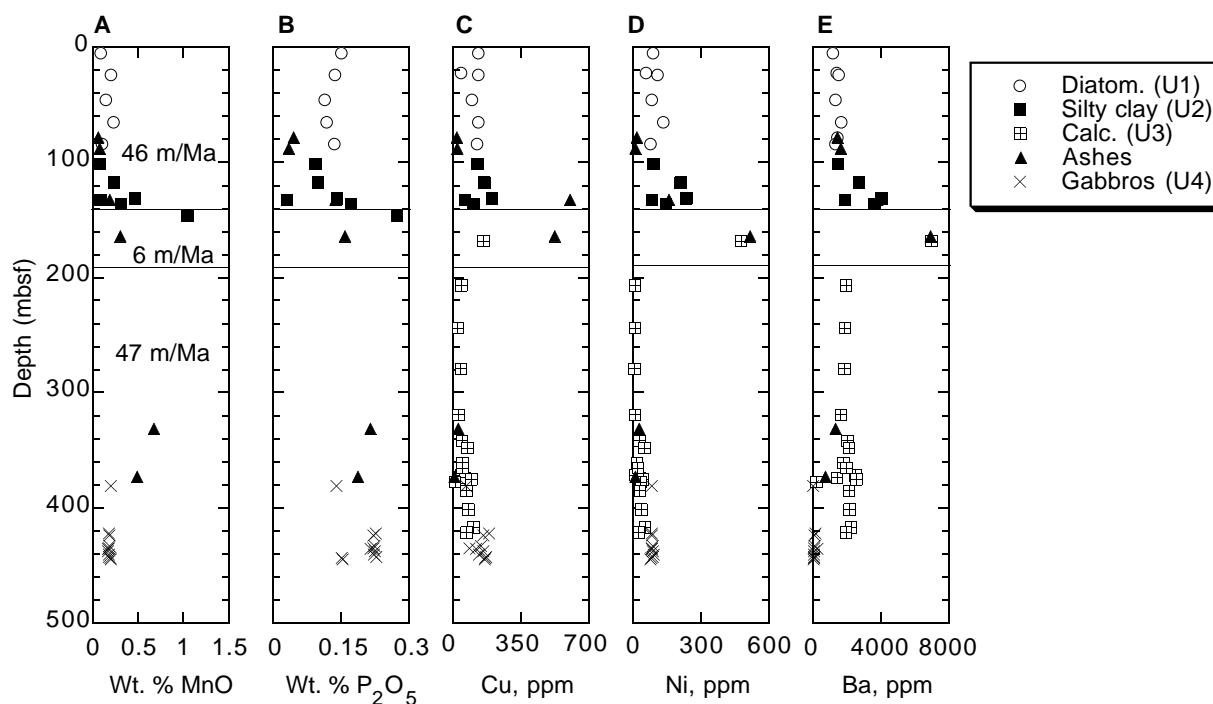 A B C D E
0
100
200
300
400
500
Depth (mbsf)
46 m/Ma
6 m/Ma
47 m/Ma
0 0.5 1 1.5 0 0.15 0.3 0 350 700 0 300 600 0 4000 8000
Wt. % MnO Wt. % P2O5 Cu, ppm Ni, ppm Ba, ppm
Diatom. (U1)
Silty clay (U2)
Calc. (U3)
Ashes
Gabbros (U4)